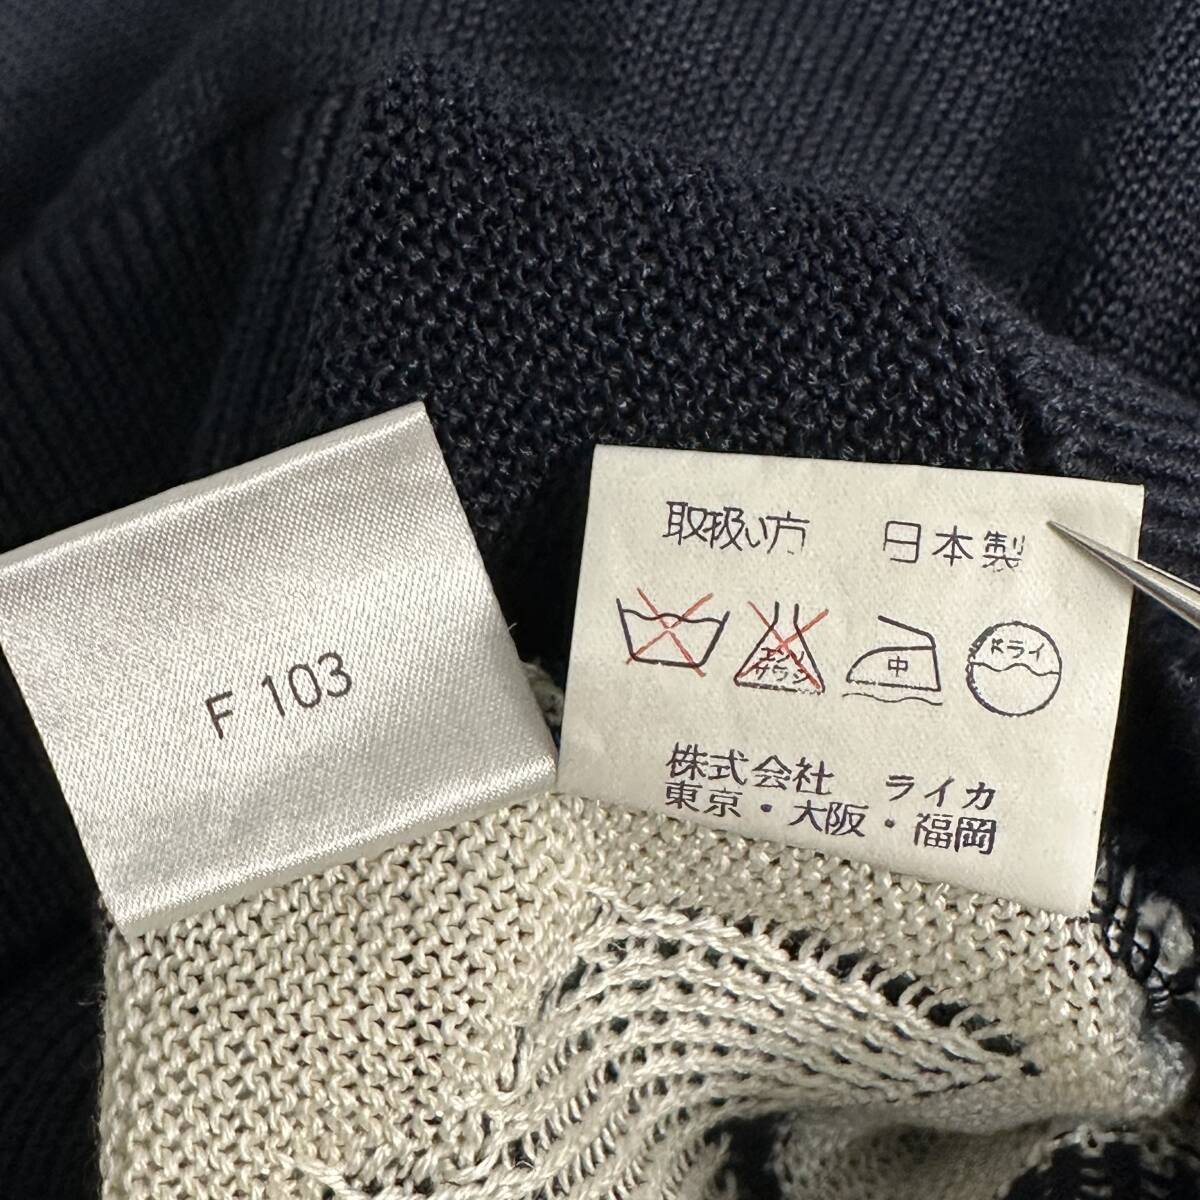 F 103
取扱い方 日本製
エンソ
サラシ
中
ドライ
株式会社 ライカ
東京・大阪・福岡